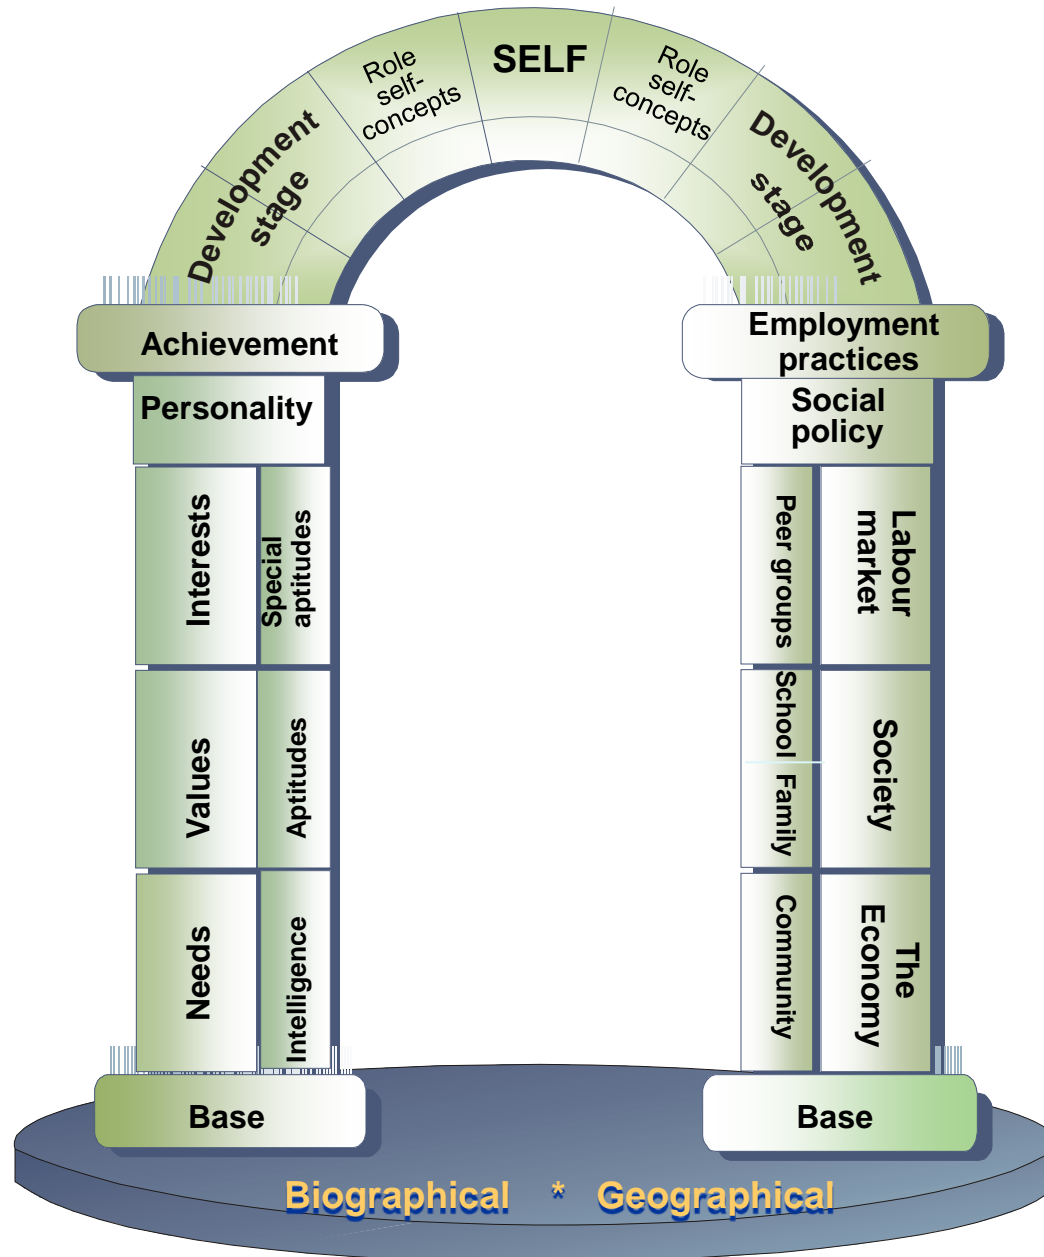 SELF
Role
self-
concepts
Role
self-
concepts
Development
stage
Development
stage
Achievement
Employment
practices
Personality
Social
policy
Interests
Special
aptitudes
Peer groups
Labour
market
Values
Aptitudes
School
Family
Society
Needs
Intelligence
Community
The
Economy
Base
Base
Biographical * Geographical